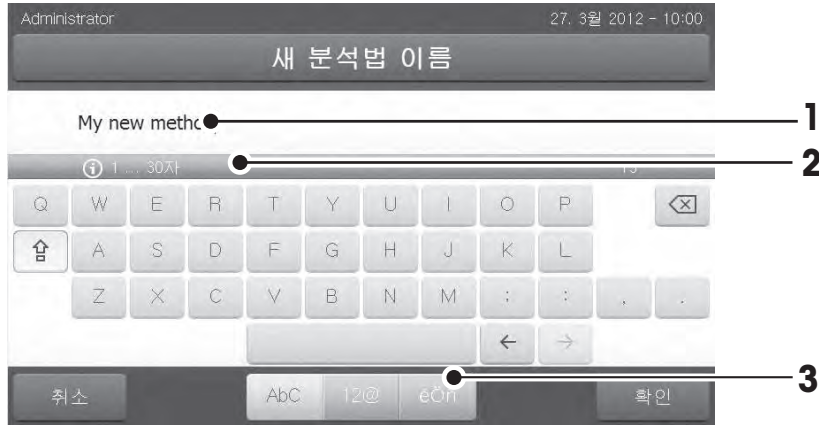 Administrator 27. 3월 2012 - 10:00
새 분석법 이름
My new 1
1 ... 30자 2
Q W E R T Y U I O P
A S D F G H J K L
Z X C V B N M ; : , .
← →
3
취소 AbC 12@ 확인